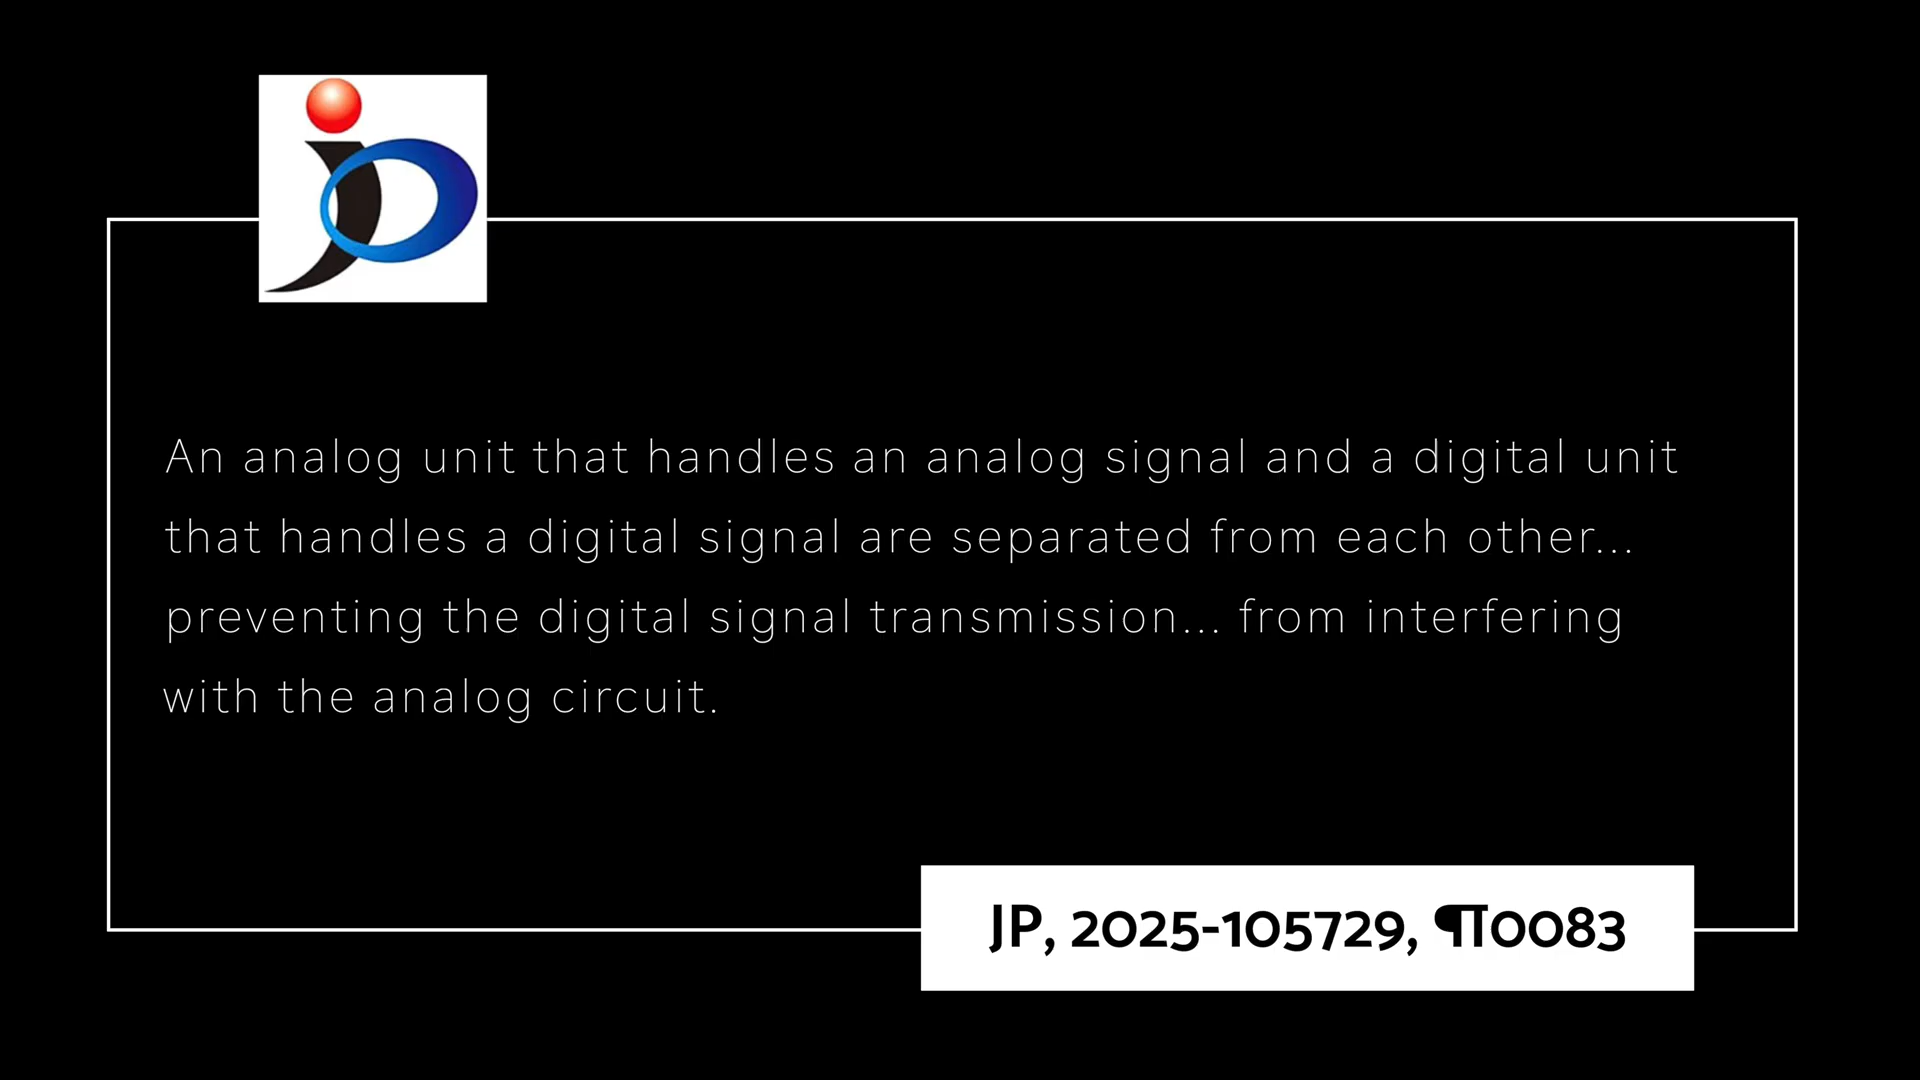 An analog unit that handles an analog signal and a digital unit
that handles a digital signal are separated from each other...
preventing the digital signal transmission... from interfering
with the analog circuit.
JP, 2025-105729, ¶0083